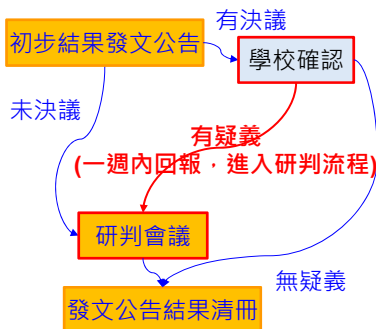 有決議
初步結果發文公告
學校確認
未決議
有疑義
(一週內回報，進入研判流程)
研判會議
無疑義
發文公告結果清冊